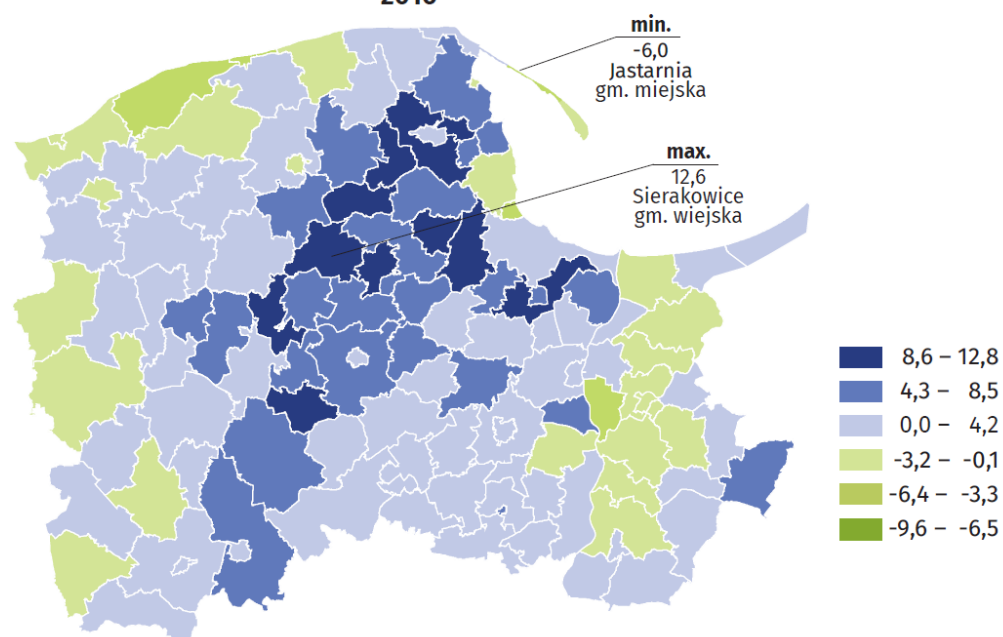 min.
-6,0
Jastarnia
gm. miejska
max.
12,6
Sierakowice
gm. wiejska
8,6 – 12,8
4,3 – 8,5
0,0 – 4,2
-3,2 – -0,1
-6,4 – -3,3
-9,6 – -6,5